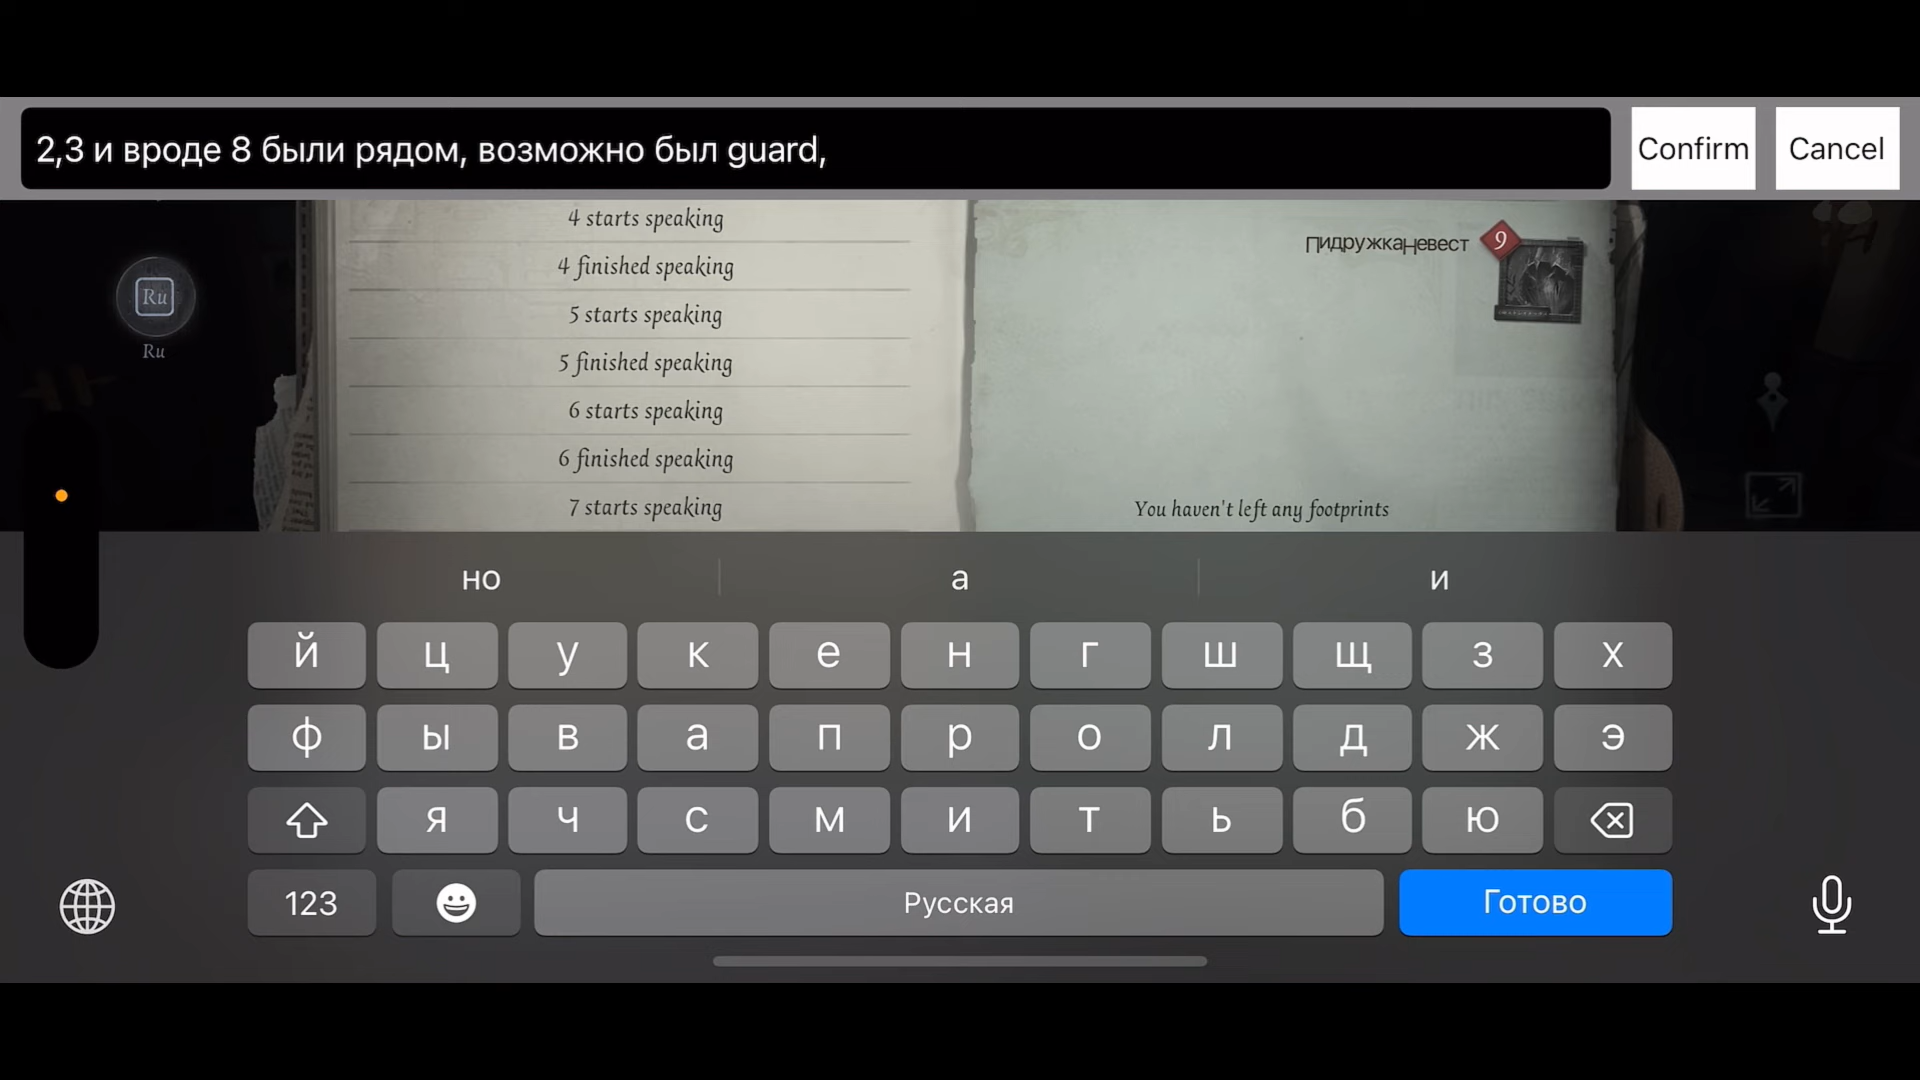 2,3 и вроде 8 были рядом, возможно был guard,
Confirm
Cancel
4 starts speaking
4 finished speaking
5 starts speaking
5 finished speaking
6 starts speaking
6 finished speaking
7 starts speaking
Ru
Ru
пидружканевест
9
You haven't left any footprints
но
а
и
й ц у к е н г ш щ з х
ф ы в а п р о л д ж э
я ч с м и т ь б ю
123
Русская
Готово